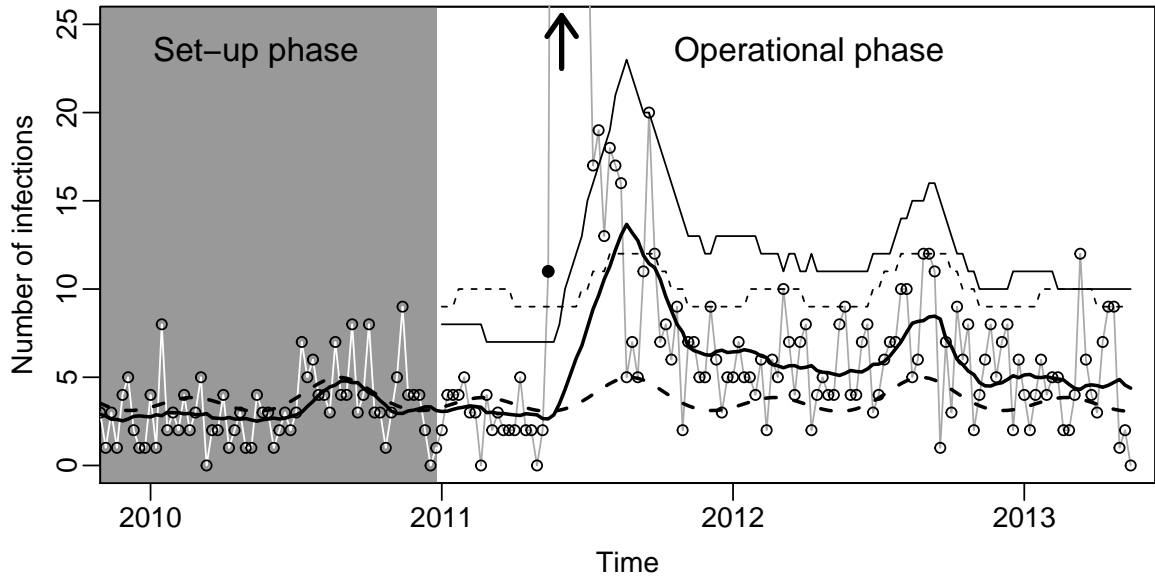 Set−up phase
Operational phase
Number of infections
25
20
15
10
5
0
2010
2011
2012
2013
Time